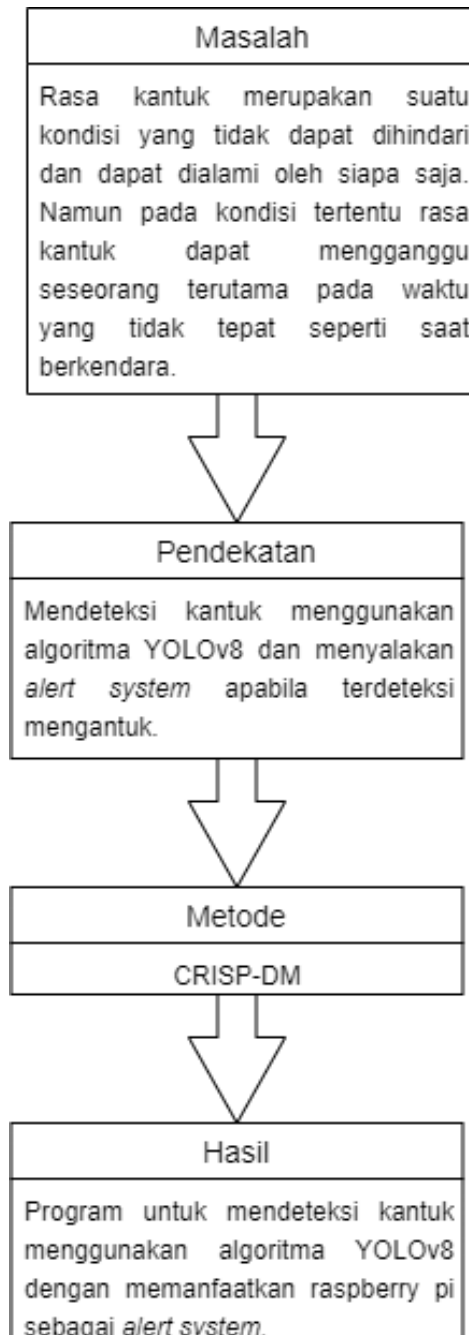 Masalah
Rasa kantuk merupakan suatu
kondisi yang tidak dapat dihindari
dan dapat dialami oleh siapa saja.
Namun pada kondisi tertentu rasa
kantuk dapat mengganggu
seseorang terutama pada waktu
yang tidak tepat seperti saat
berkendara.
Pendekatan
Mendeteksi kantuk menggunakan
algoritma YOLOv8 dan menyalakan
alert system apabila terdeteksi
mengantuk.
Metode
CRISP-DM
Hasil
Program untuk mendeteksi kantuk
menggunakan algoritma YOLOv8
dengan memanfaatkan raspberry pi
sebagai alert system.